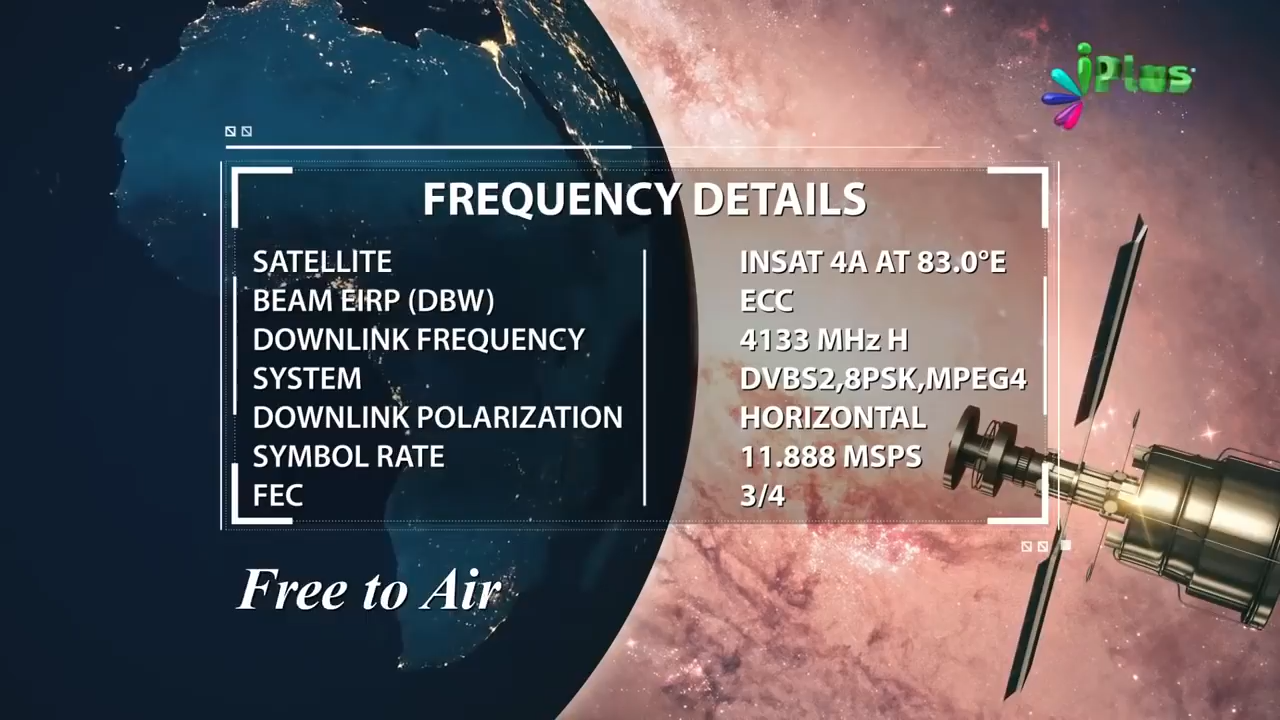 iPlus
FREQUENCY DETAILS
SATELLITE INSAT 4A AT 83.0°E
BEAM EIRP (DBW) ECC
DOWNLINK FREQUENCY 4133 MHz H
SYSTEM DVBS2,8PSK,MPEG4
DOWNLINK POLARIZATION HORIZONTAL
SYMBOL RATE 11.888 MSPS
FEC 3/4
Free to Air